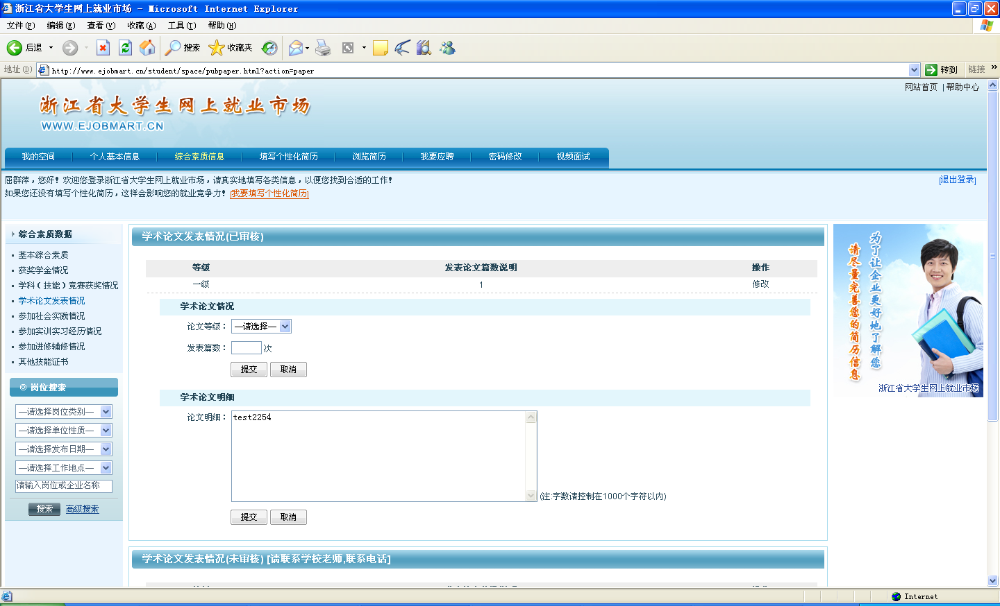 浙江省大学生网上就业市场 - Microsoft Internet Explorer
文件(F) 编辑(E) 查看(V) 收藏(A) 工具(T) 帮助(H)
后退 搜索 收藏夹
地址(D) http://www.ejobmart.cn/student/space/pubpaper.html?action=paper 转到 链接 »
网站首页 | 帮助中心
浙江省大学生网上就业市场
WWW.EJOBMART.CN
我的空间 个人基本信息 综合素质信息 填写个性化简历 浏览简历 我要应聘 密码修改 视频面试
屈群萍，您好！欢迎您登录浙江省大学生网上就业市场，请真实地填写各类信息，以便您找到合适的工作！ [退出登录]
如果您还没有填写个性化简历，这样会影响您的就业竞争力！ [我要填写个性化简历]
综合素质数据
基本综合素质
获奖学金情况
学科（技能）竞赛获奖情况
学术论文发表情况
参加社会实践情况
参加实训实习经历情况
参加进修辅修情况
其他技能证书
岗位搜索
—请选择岗位类别—
—请选择单位性质—
—请选择发布日期—
—请选择工作地点—
请输入岗位或企业名称
搜索 高级搜索
学术论文发表情况(已审核)
等级 发表论文篇数说明 操作
一级 1 修改
学术论文情况
论文等级： —请选择—
发表篇数： 次
提交 取消
学术论文明细
论文明细： test2254
(注:字数请控制在1000个字符以内)
提交 取消
学术论文发表情况(未审核) [请联系学校老师,联系电话]
为了让企业更好地了解您
请尽量完善您的简历信息
浙江省大学生网上就业市场
Internet